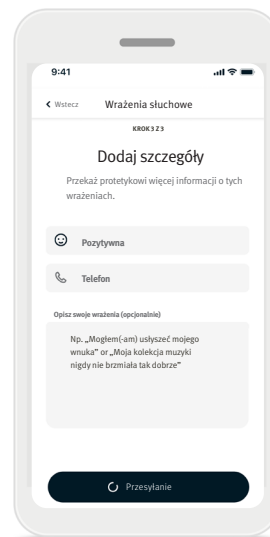 9:41
Wstecz
Wrażenia słuchowe
KROK 3 Z 3
Dodaj szczegóły
Przekaż protetykowi więcej informacji o tych
wrażeniach.
Pozytywna
Telefon
Opisz swoje wrażenia (opcjonalnie)
Np. „Mogłem(-am) usłyszeć mojego
wnuka” or „Moja kolekcja muzyki
nigdy nie brzmiała tak dobrze”
Przesyłanie